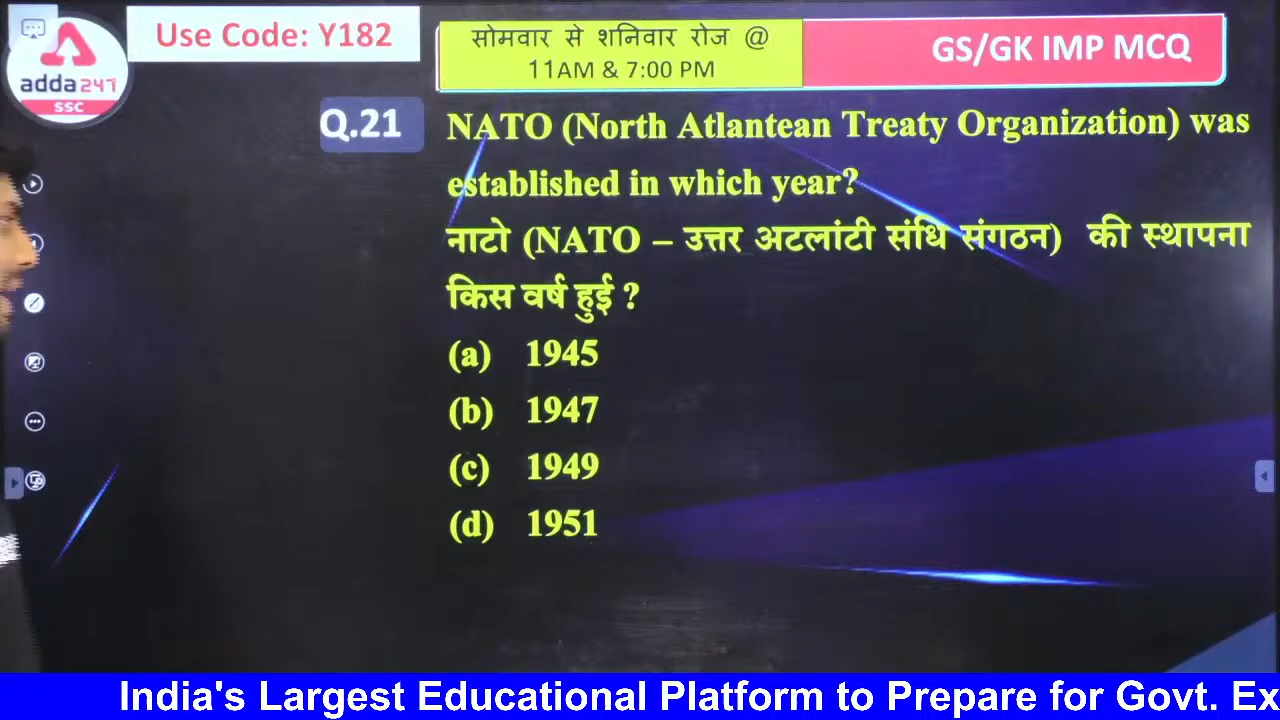 Use Code: Y182
सोमवार से शनिवार रोज @
11AM & 7:00 PM
GS/GK IMP MCQ
adda247
SSC
Q.21
NATO (North Atlantean Treaty Organization) was
established in which year?
नाटो (NATO – उत्तर अटलांटी संधि संगठन) की स्थापना
किस वर्ष हुई ?
(a) 1945
(b) 1947
(c) 1949
(d) 1951
India's Largest Educational Platform to Prepare for Govt. Ex